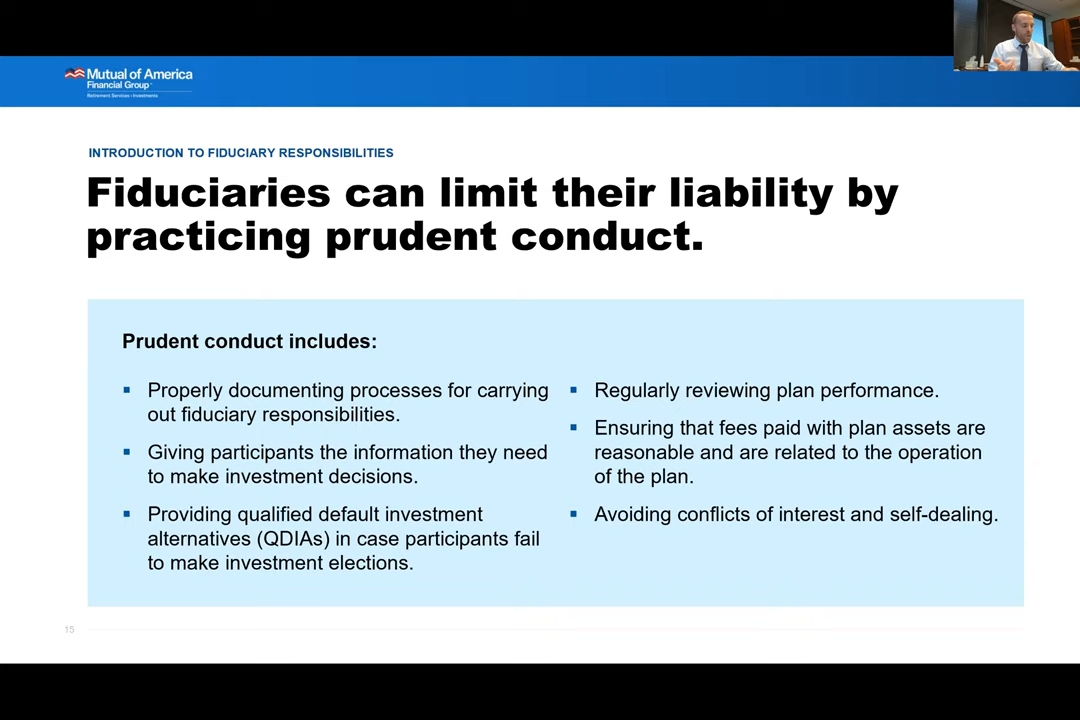 Mutual of America
Financial Group
Retirement Services • Investments
INTRODUCTION TO FIDUCIARY RESPONSIBILITIES
Fiduciaries can limit their liability by
practicing prudent conduct.
Prudent conduct includes:
▪ Properly documenting processes for carrying
out fiduciary responsibilities.
▪ Giving participants the information they need
to make investment decisions.
▪ Providing qualified default investment
alternatives (QDIAs) in case participants fail
to make investment elections.
▪ Regularly reviewing plan performance.
▪ Ensuring that fees paid with plan assets are
reasonable and are related to the operation
of the plan.
▪ Avoiding conflicts of interest and self-dealing.
15